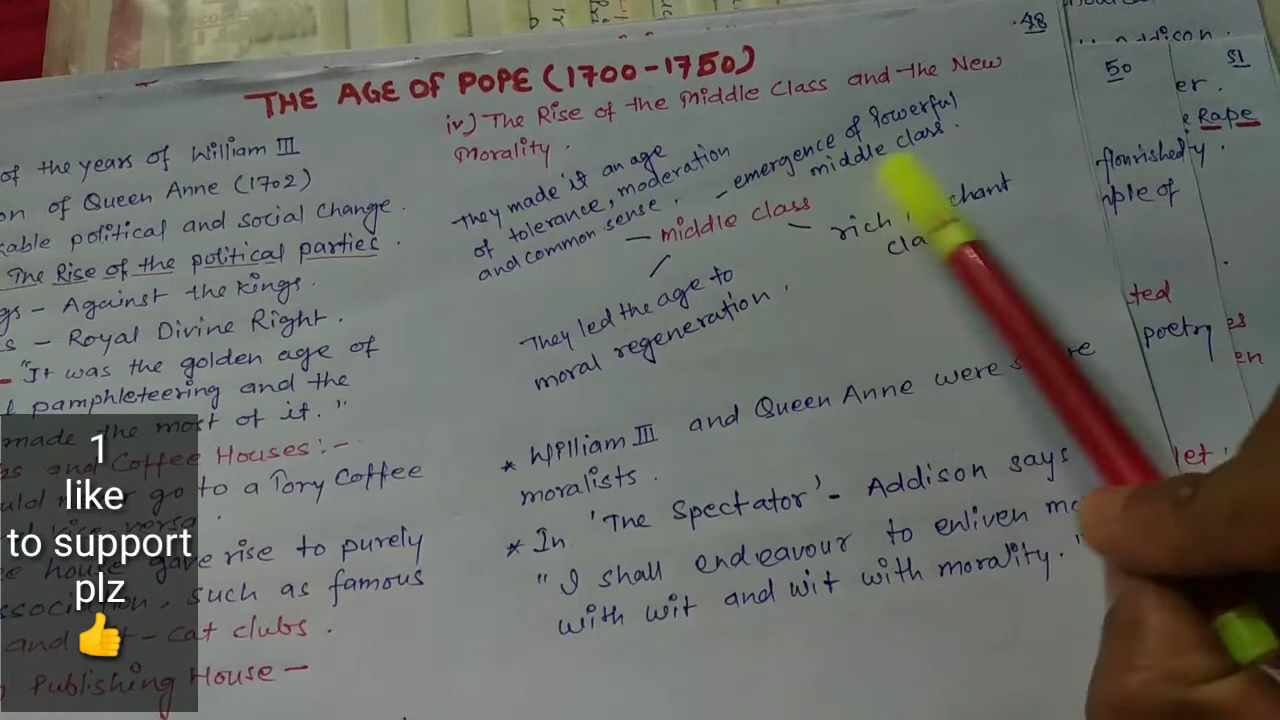 .48
THE AGE OF POPE (1700-1750)
of the years of William III
on of Queen Anne (1702)
political and social change.
The Rise of the political parties.
- Against the kings.
- Royal Divine Right.
- "It was the golden age of
pamphleteering and the
made the most of it."
and Coffee Houses:-
go to a Tory Coffee
house gave rise to purely
such as famous
and cat clubs.
Publishing House -
iv) The Rise of the Middle Class and the New
Morality.
They made it an age
of tolerance, moderation
and common sense.
- emergence of Powerful
middle class.
- middle class
- rich
They led the age to
moral regeneration.
* William III and Queen Anne were
moralists.
* In 'The Spectator' - Addison says
"I shall endeavour to enliven
with wit and wit with morality."
50
flourished
of
poetry
51
er.
Rape
y.
1
like
to support
plz
👍